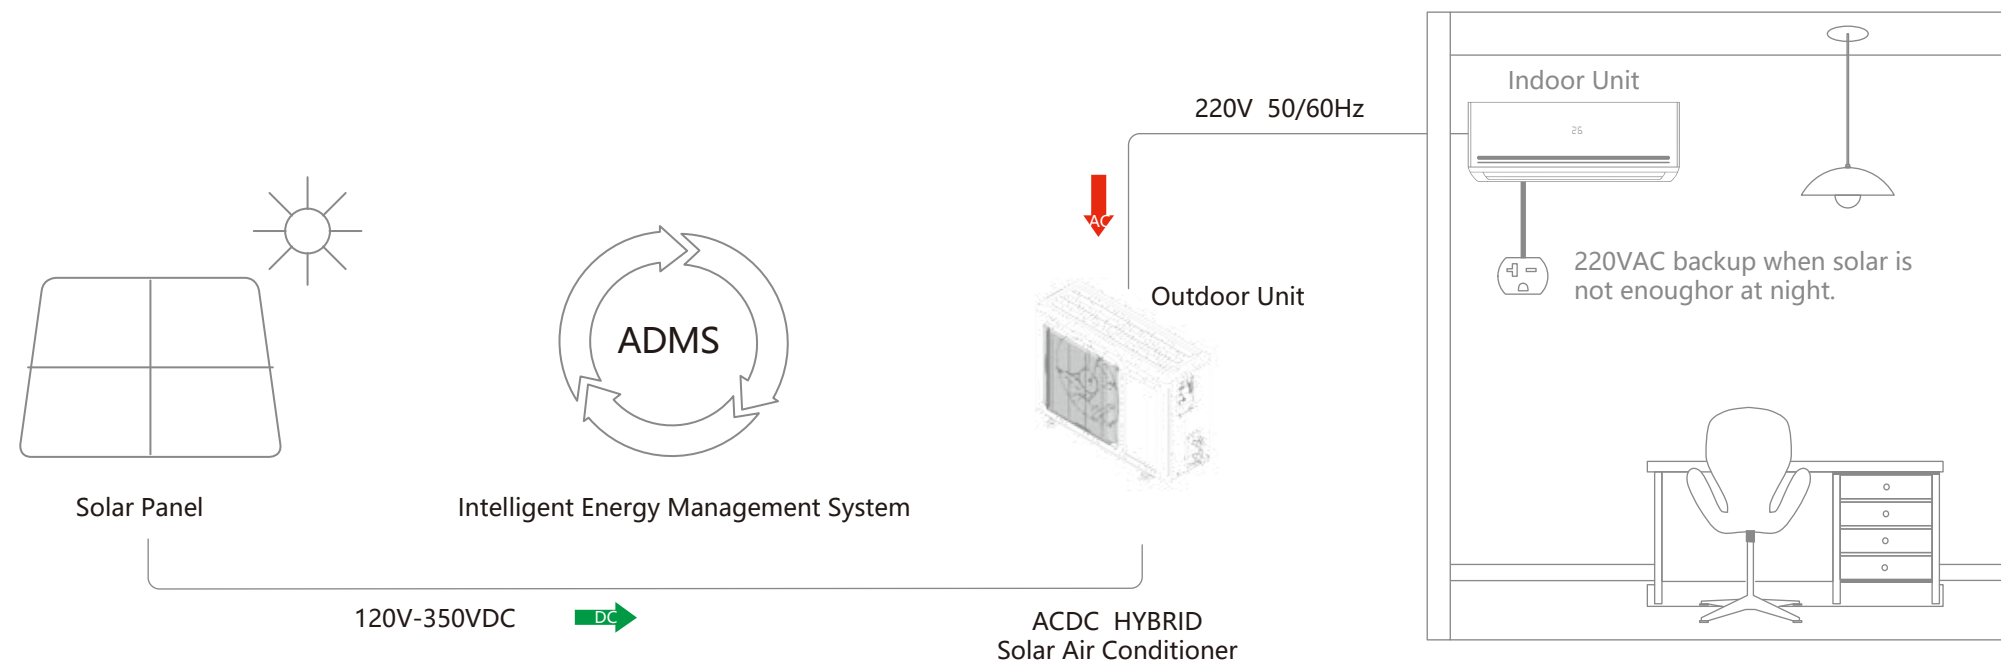 Indoor Unit
220V 50/60Hz
26
AC
220VAC backup when solar is
not enoughor at night.
Outdoor Unit
ADMS
Solar Panel
Intelligent Energy Management System
120V-350VDC
DC
ACDC HYBRID
Solar Air Conditioner